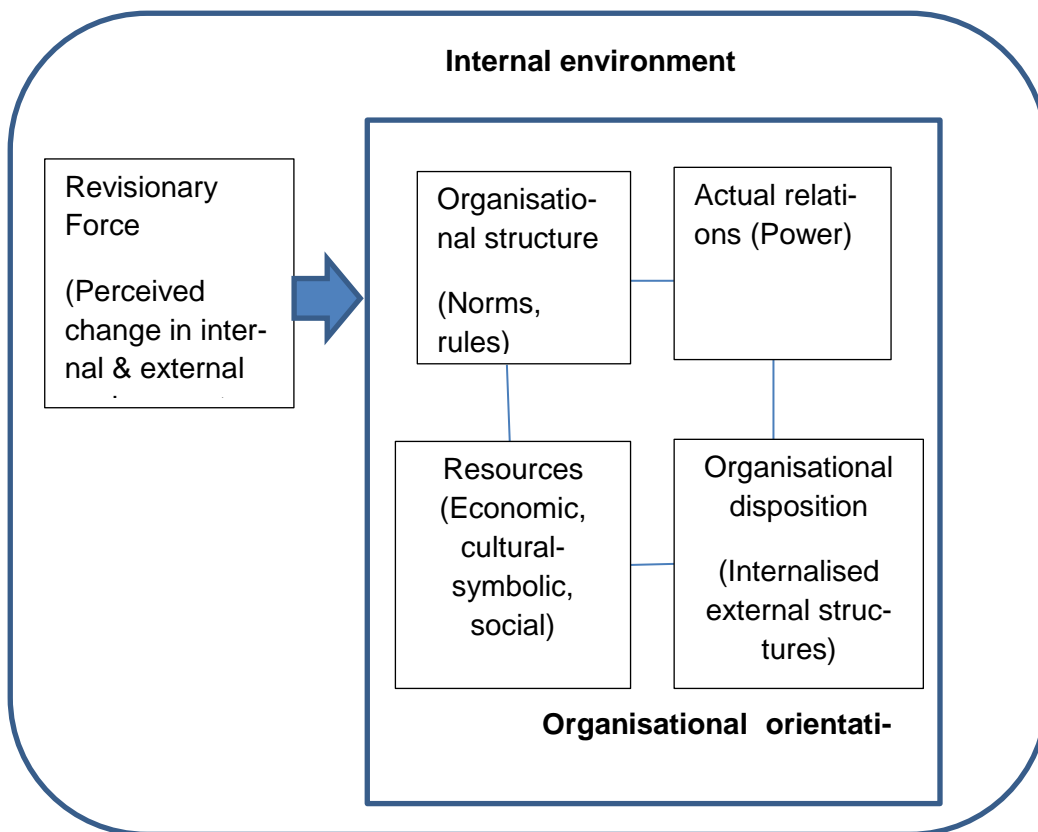 Internal environment
Revisionary
Force
(Perceived
change in inter-
nal & external
Organisatio-
nal structure
(Norms,
rules)
Actual relati-
ons (Power)
Resources
(Economic,
cultural-
symbolic,
social)
Organisational
disposition
(Internalised
external struc-
tures)
Organisational orientati-